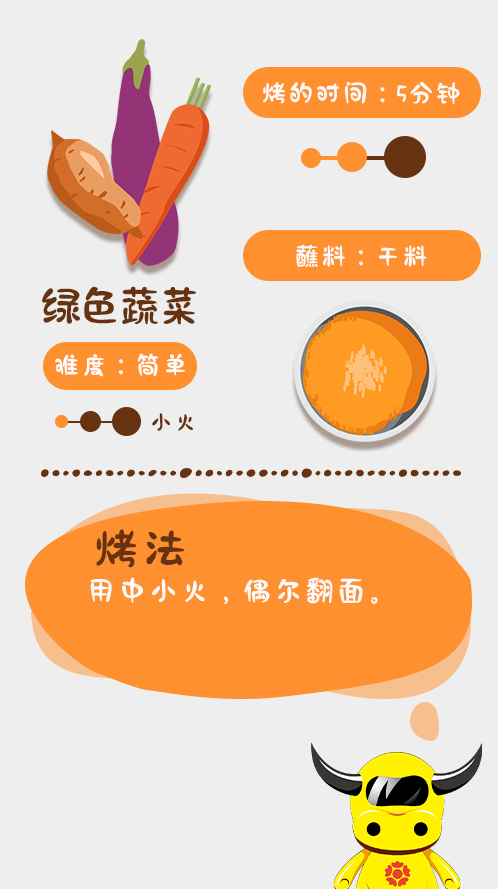 烤的时间：5分钟
蘸料：干料
绿色蔬菜
难度：简单
小火
烤法
用中小火，偶尔翻面。